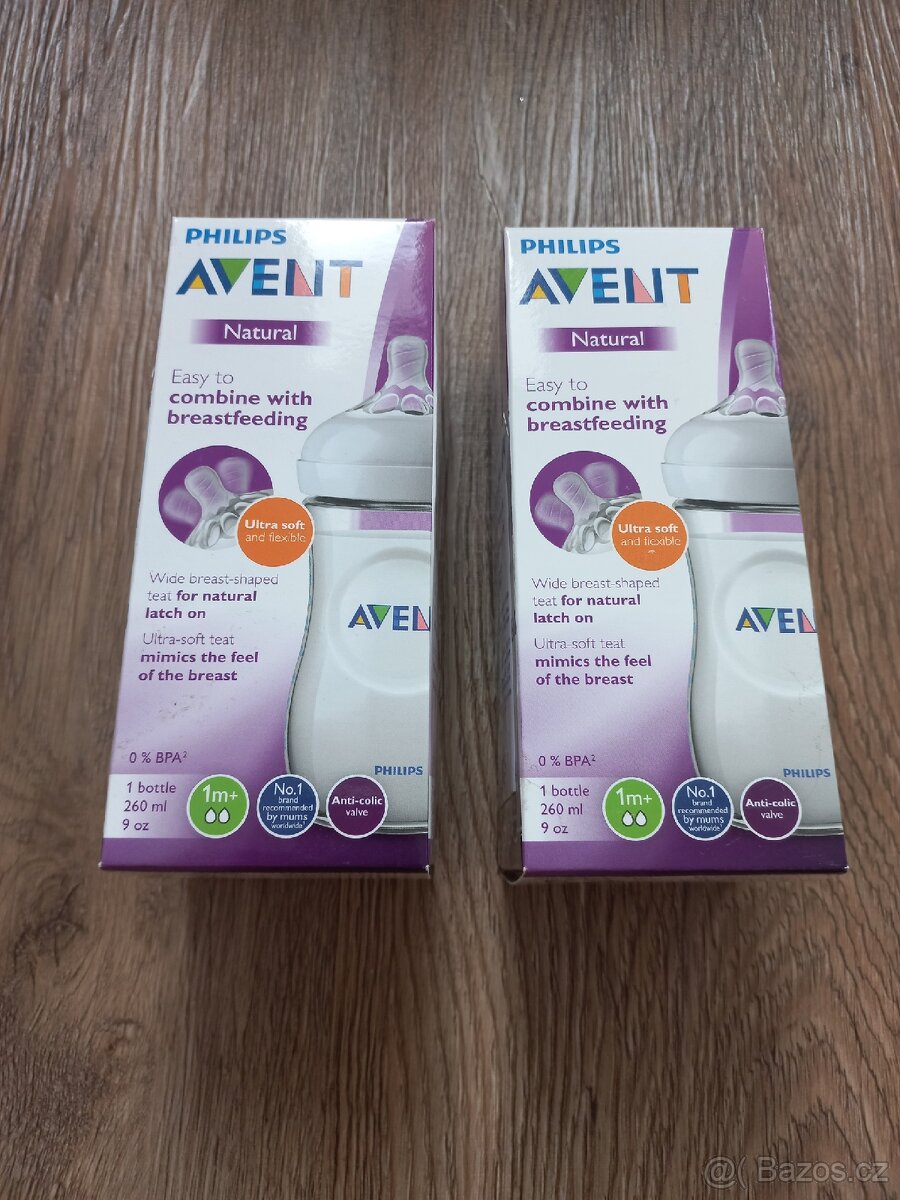 PHILIPS
AVENT
Natural
Easy to
combine with
breastfeeding
Ultra soft
and flexible
Wide breast-shaped
teat for natural
latch on
Ultra-soft teat
mimics the feel
of the breast
0 % BPA²
1 bottle
260 ml
9 oz
1m+
No.1
brand
recommended
by mums
worldwide¹
Anti-colic
valve
AVEN
PHILIPS
PHILIPS
AVENT
Natural
Easy to
combine with
breastfeeding
Ultra soft
and flexible
Wide breast-shaped
teat for natural
latch on
Ultra-soft teat
mimics the feel
of the breast
0 % BPA²
1 bottle
260 ml
9 oz
1m+
No.1
brand
recommended
by mums
worldwide¹
Anti-colic
valve
AVEN
PHILIPS
@( Bazos.cz